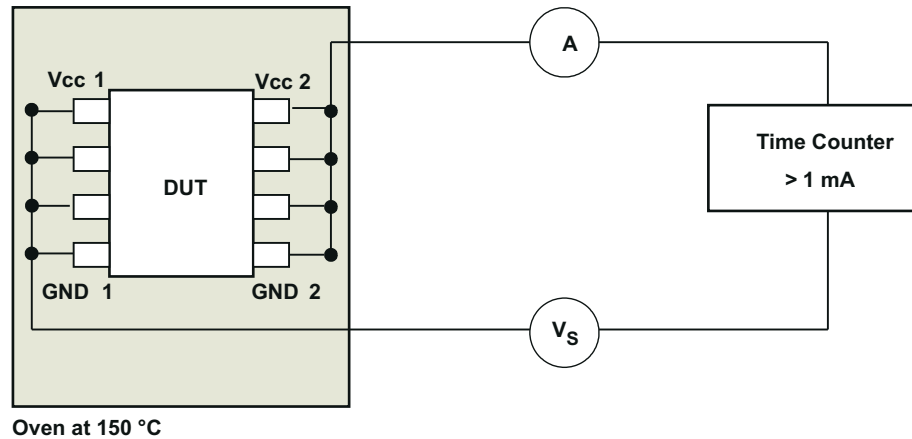 A
Vcc 1
Vcc 2
Time Counter
> 1 mA
DUT
GND 1
GND 2
VS
Oven at 150 °C